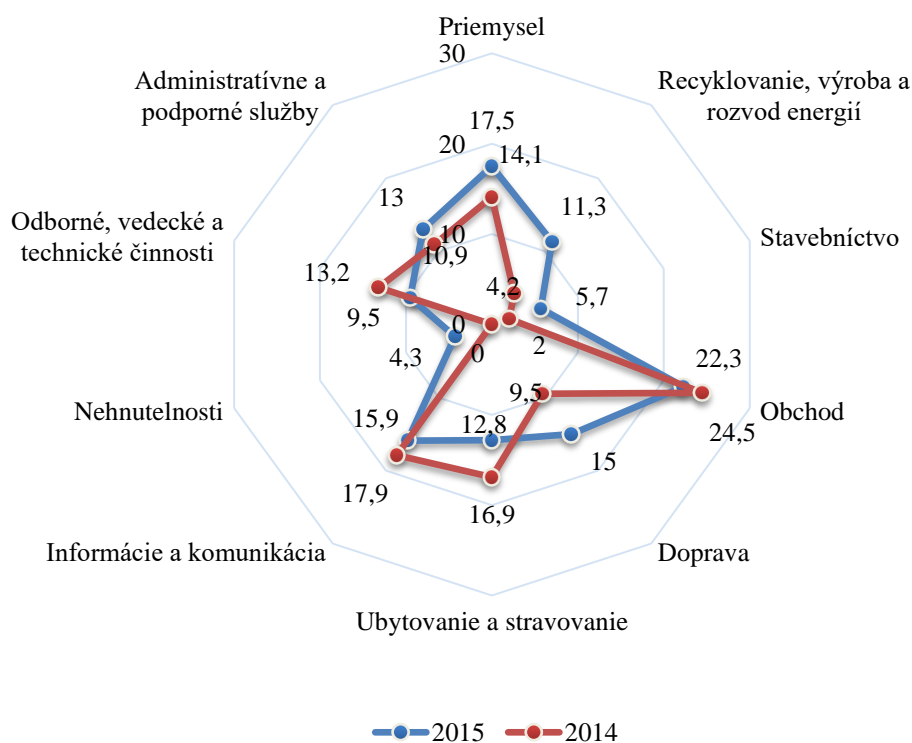 Priemysel
30
Administratívne a
podporné služby
Recyklovanie, výroba a
rozvod energií
17,5
20
14,1
13
11,3
Odborné, vedecké a
technické činnosti
Stavebníctvo
10
10,9
13,2
4,2
5,7
9,5
0
2
0
4,3
22,3
Nehnutelnosti
9,5
Obchod
15,9
12,8
24,5
15
17,9
16,9
Informácie a komunikácia
Doprava
Ubytovanie a stravovanie
2015
2014